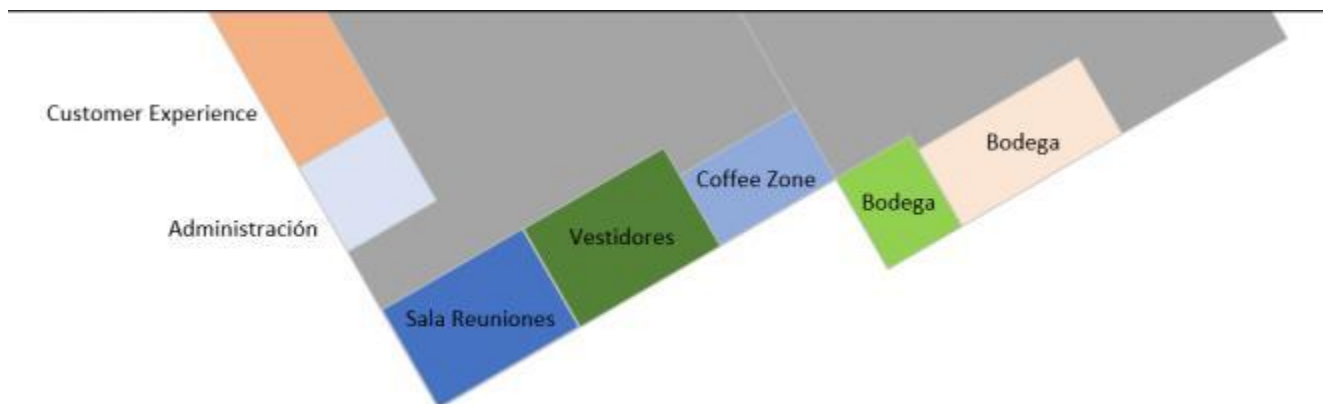 Customer Experience
Bodega
Coffee Zone
Bodega
Administración
Vestidores
Sala Reuniones